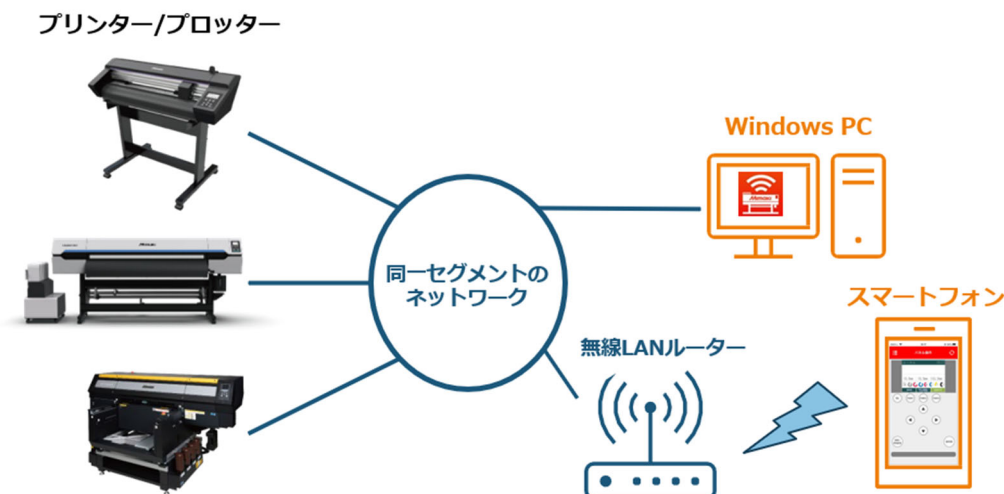 プリンター/プロッター
Windows PC
Mimaki
同一セグメントの
ネットワーク
スマートフォン
無線LANルーター